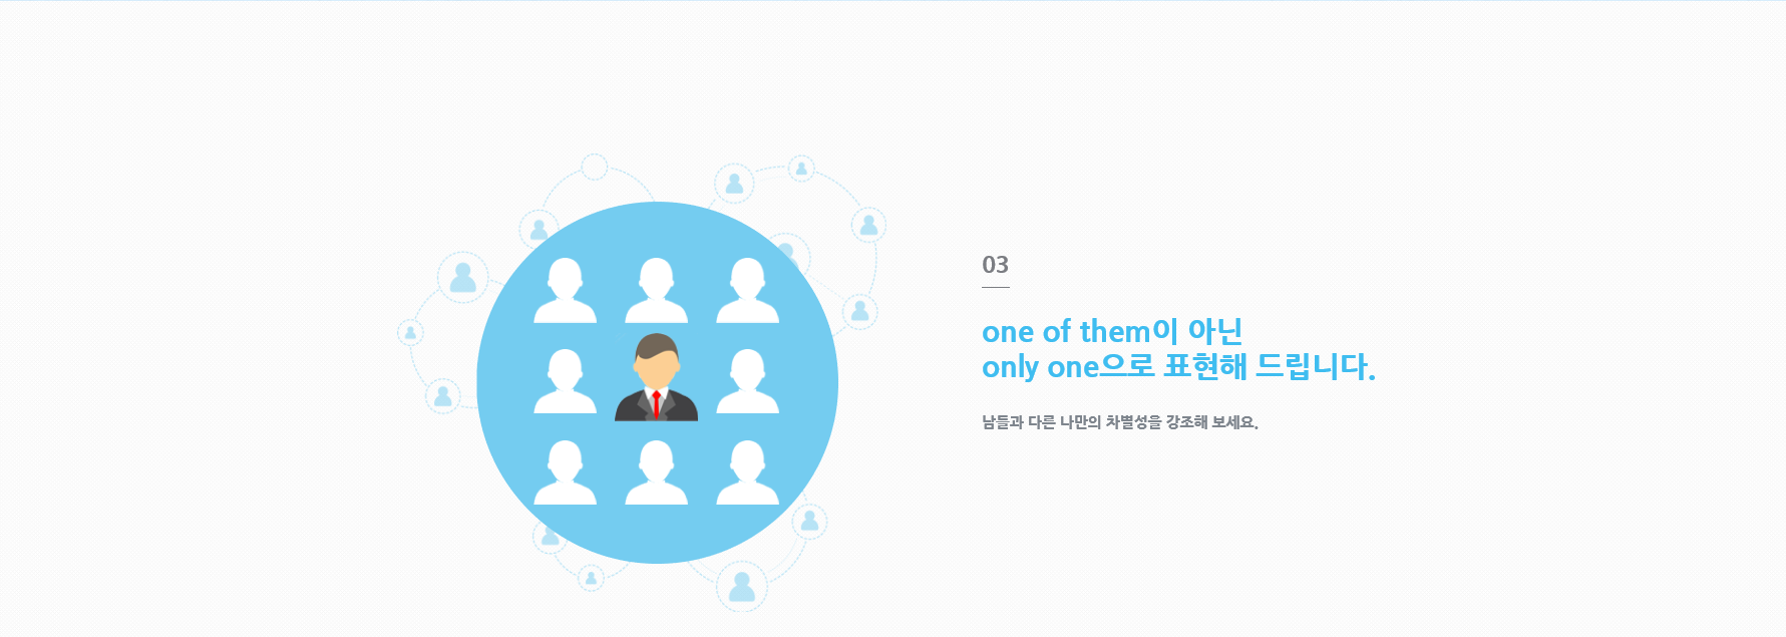 03
one of them이 아닌
only one으로 표현해 드립니다.
남들과 다른 나만의 차별성을 강조해 보세요.